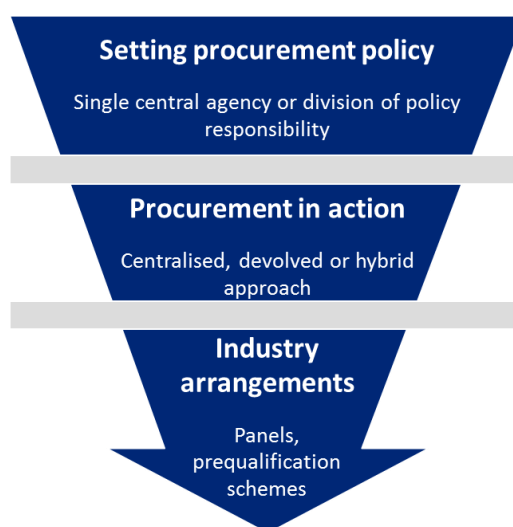 Setting procurement policy
Single central agency or division of policy
responsibility
Procurement in action
Centralised, devolved or hybrid
approach
Industry
arrangements
Panels,
prequalification
schemes